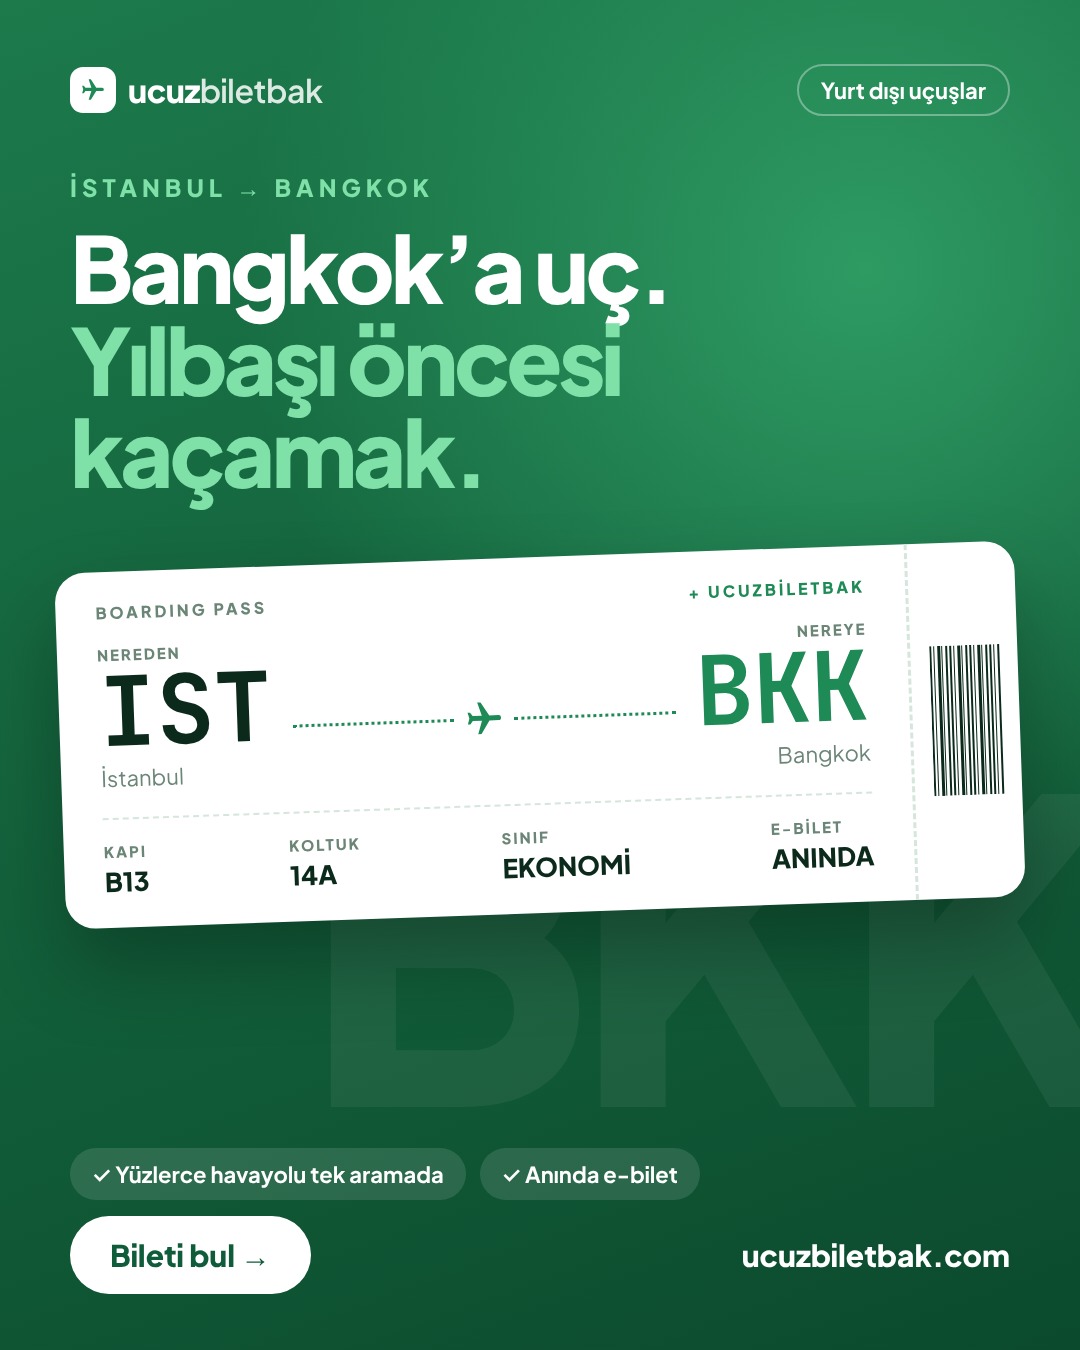 ucuzbiletbak
Yurt dışı uçuşlar
İSTANBUL → BANGKOK
Bangkok’a uç.
Yılbaşı öncesi
kaçamak.
BOARDING PASS
+ UCUZBİLETBAK
NEREDEN
NEREYE
IST
BKK
İstanbul
Bangkok
KAPI
KOLTUK
SINIF
E-BİLET
B13
14A
EKONOMİ
ANINDA
BKK
✓ Yüzlerce havayolu tek aramada
✓ Anında e-bilet
Bileti bul →
ucuzbiletbak.com